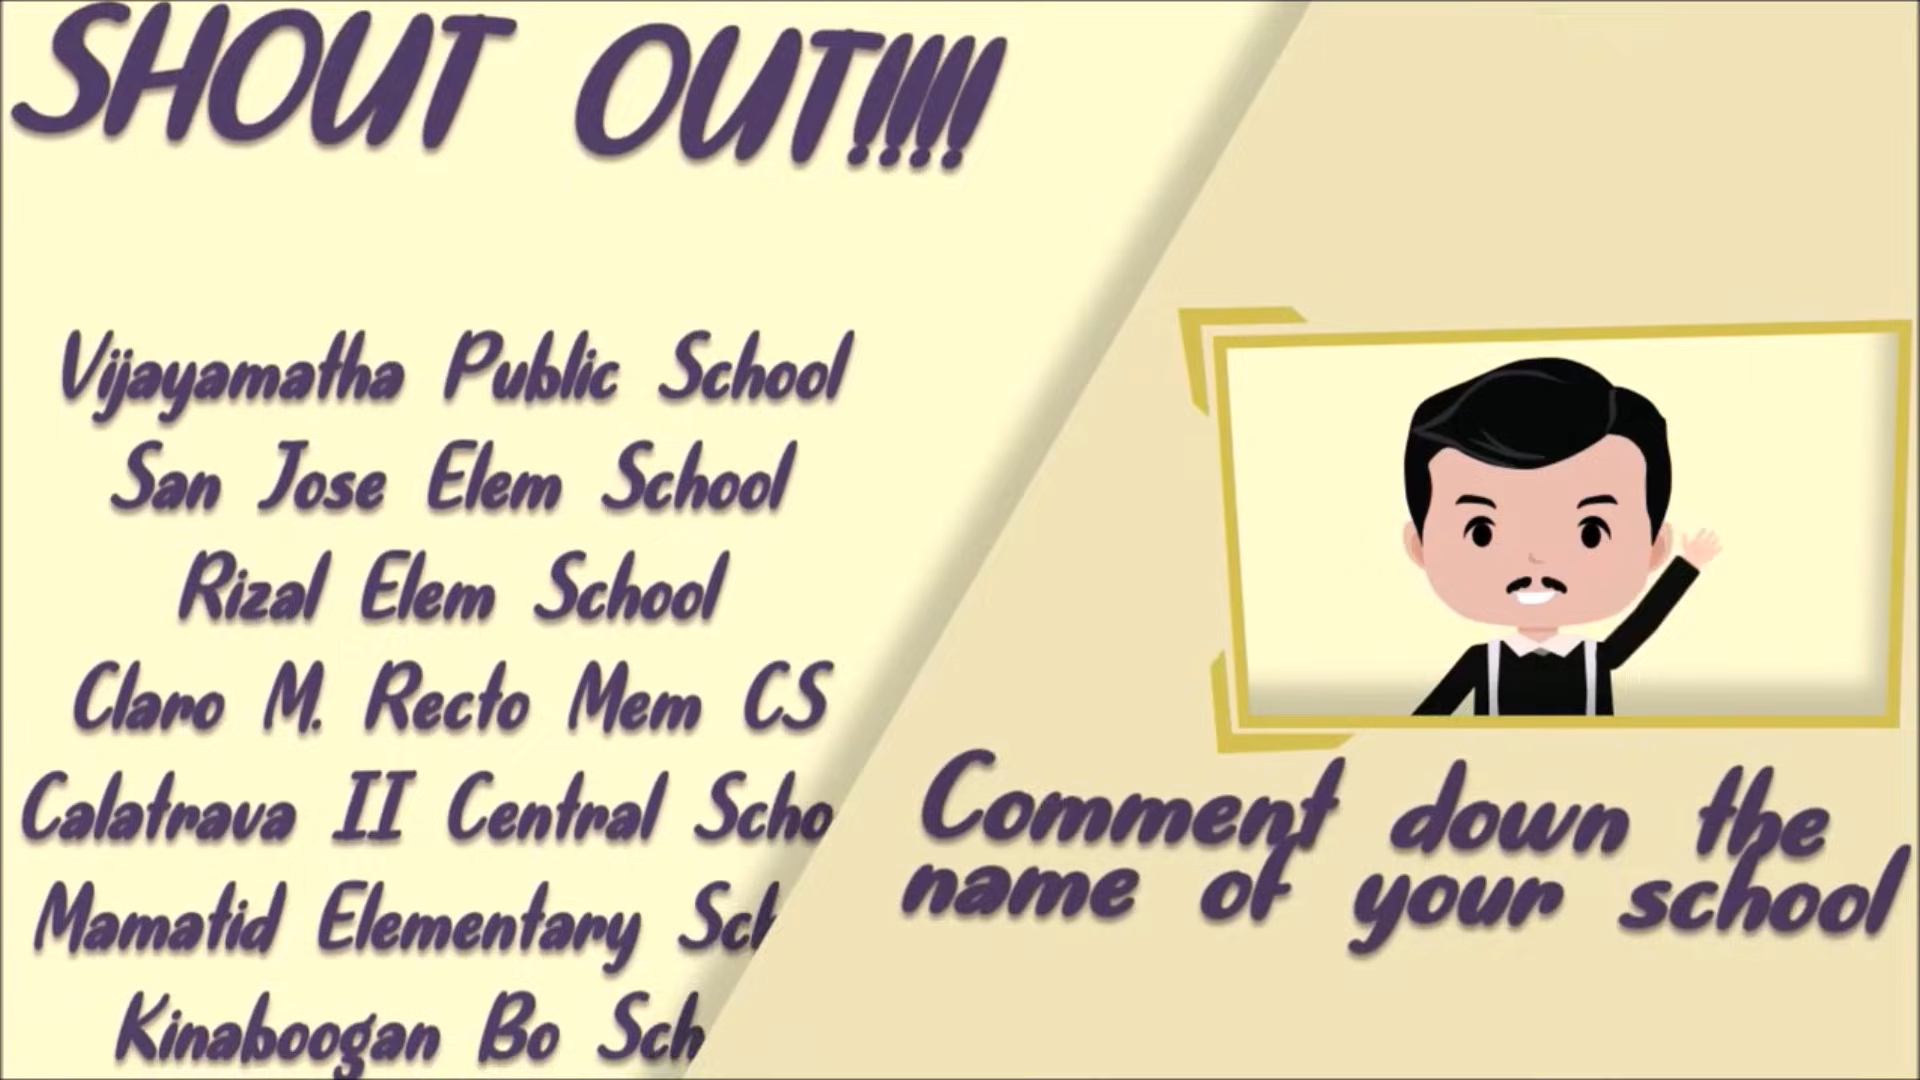 SHOUT OUT!!!!
Vijayamatha Public School
San Jose Elem School
Rizal Elem School
Claro M. Recto Mem CS
Calatrava II Central Scho
Mamatid Elementary Sch
Kinaboogan Bo Sch
Comment down the
name of your school